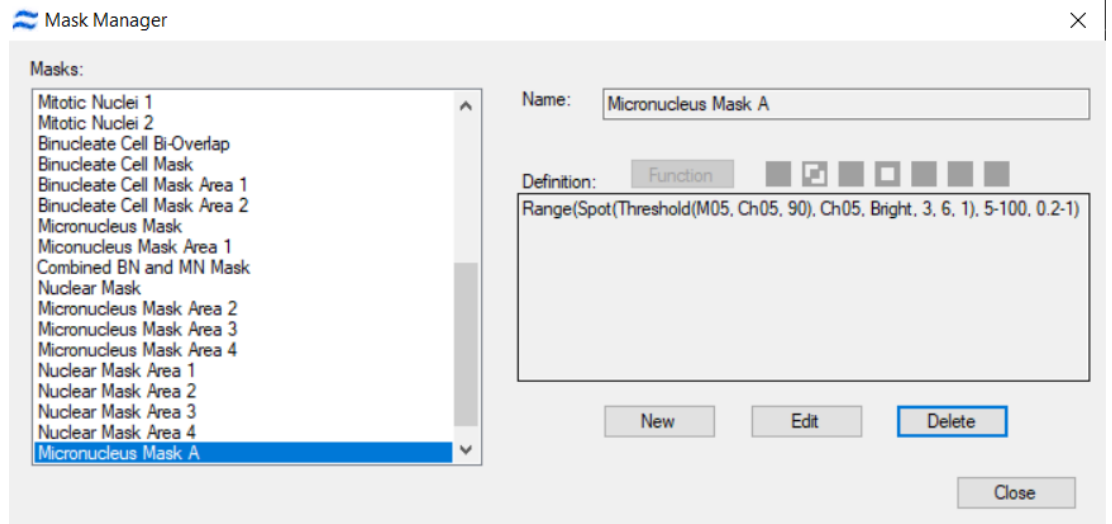 Mask Manager
Masks:
Mitotic Nuclei 1
Mitotic Nuclei 2
Binucleate Cell Bi-Overlap
Binucleate Cell Mask
Binucleate Cell Mask Area 1
Binucleate Cell Mask Area 2
Micronucleus Mask
Miconucleus Mask Area 1
Combined BN and MN Mask
Nuclear Mask
Micronucleus Mask Area 2
Micronucleus Mask Area 3
Micronucleus Mask Area 4
Nuclear Mask Area 1
Nuclear Mask Area 2
Nuclear Mask Area 3
Nuclear Mask Area 4
Micronucleus Mask A
Name: Micronucleus Mask A
Definition: Function
Range(Spot(Threshold(M05, Ch05, 90), Ch05, Bright, 3, 6, 1), 5-100, 0.2-1)
New Edit Delete
Close